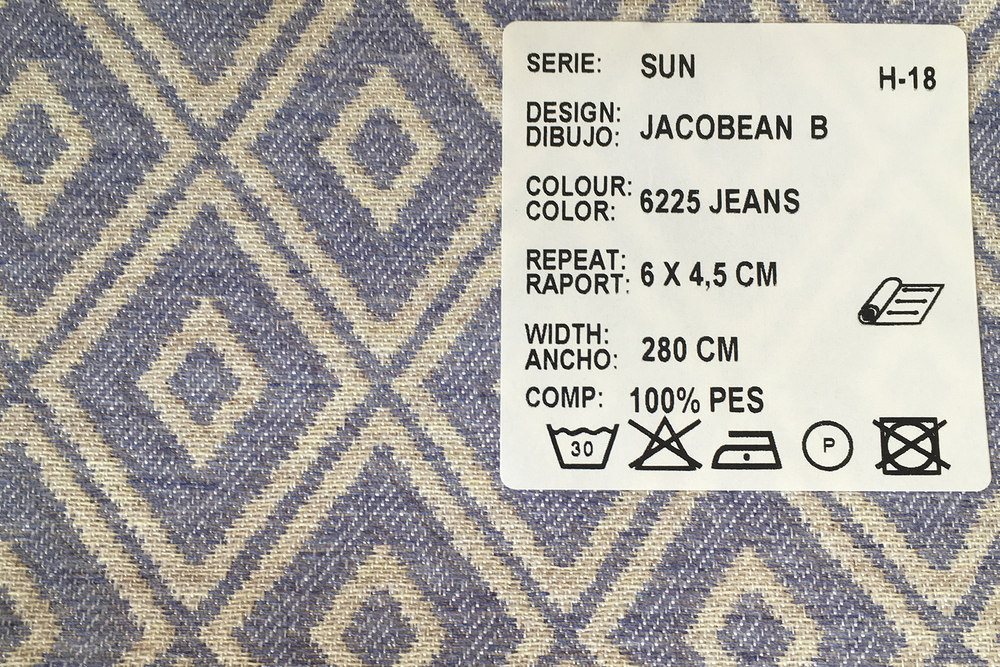 SERIE: SUN H-18
DESIGN:
DIBUJO: JACOBEAN B
COLOUR:
COLOR: 6225 JEANS
REPEAT:
RAPORT: 6 X 4,5 CM
WIDTH:
ANCHO: 280 CM
COMP: 100% PES
30 P